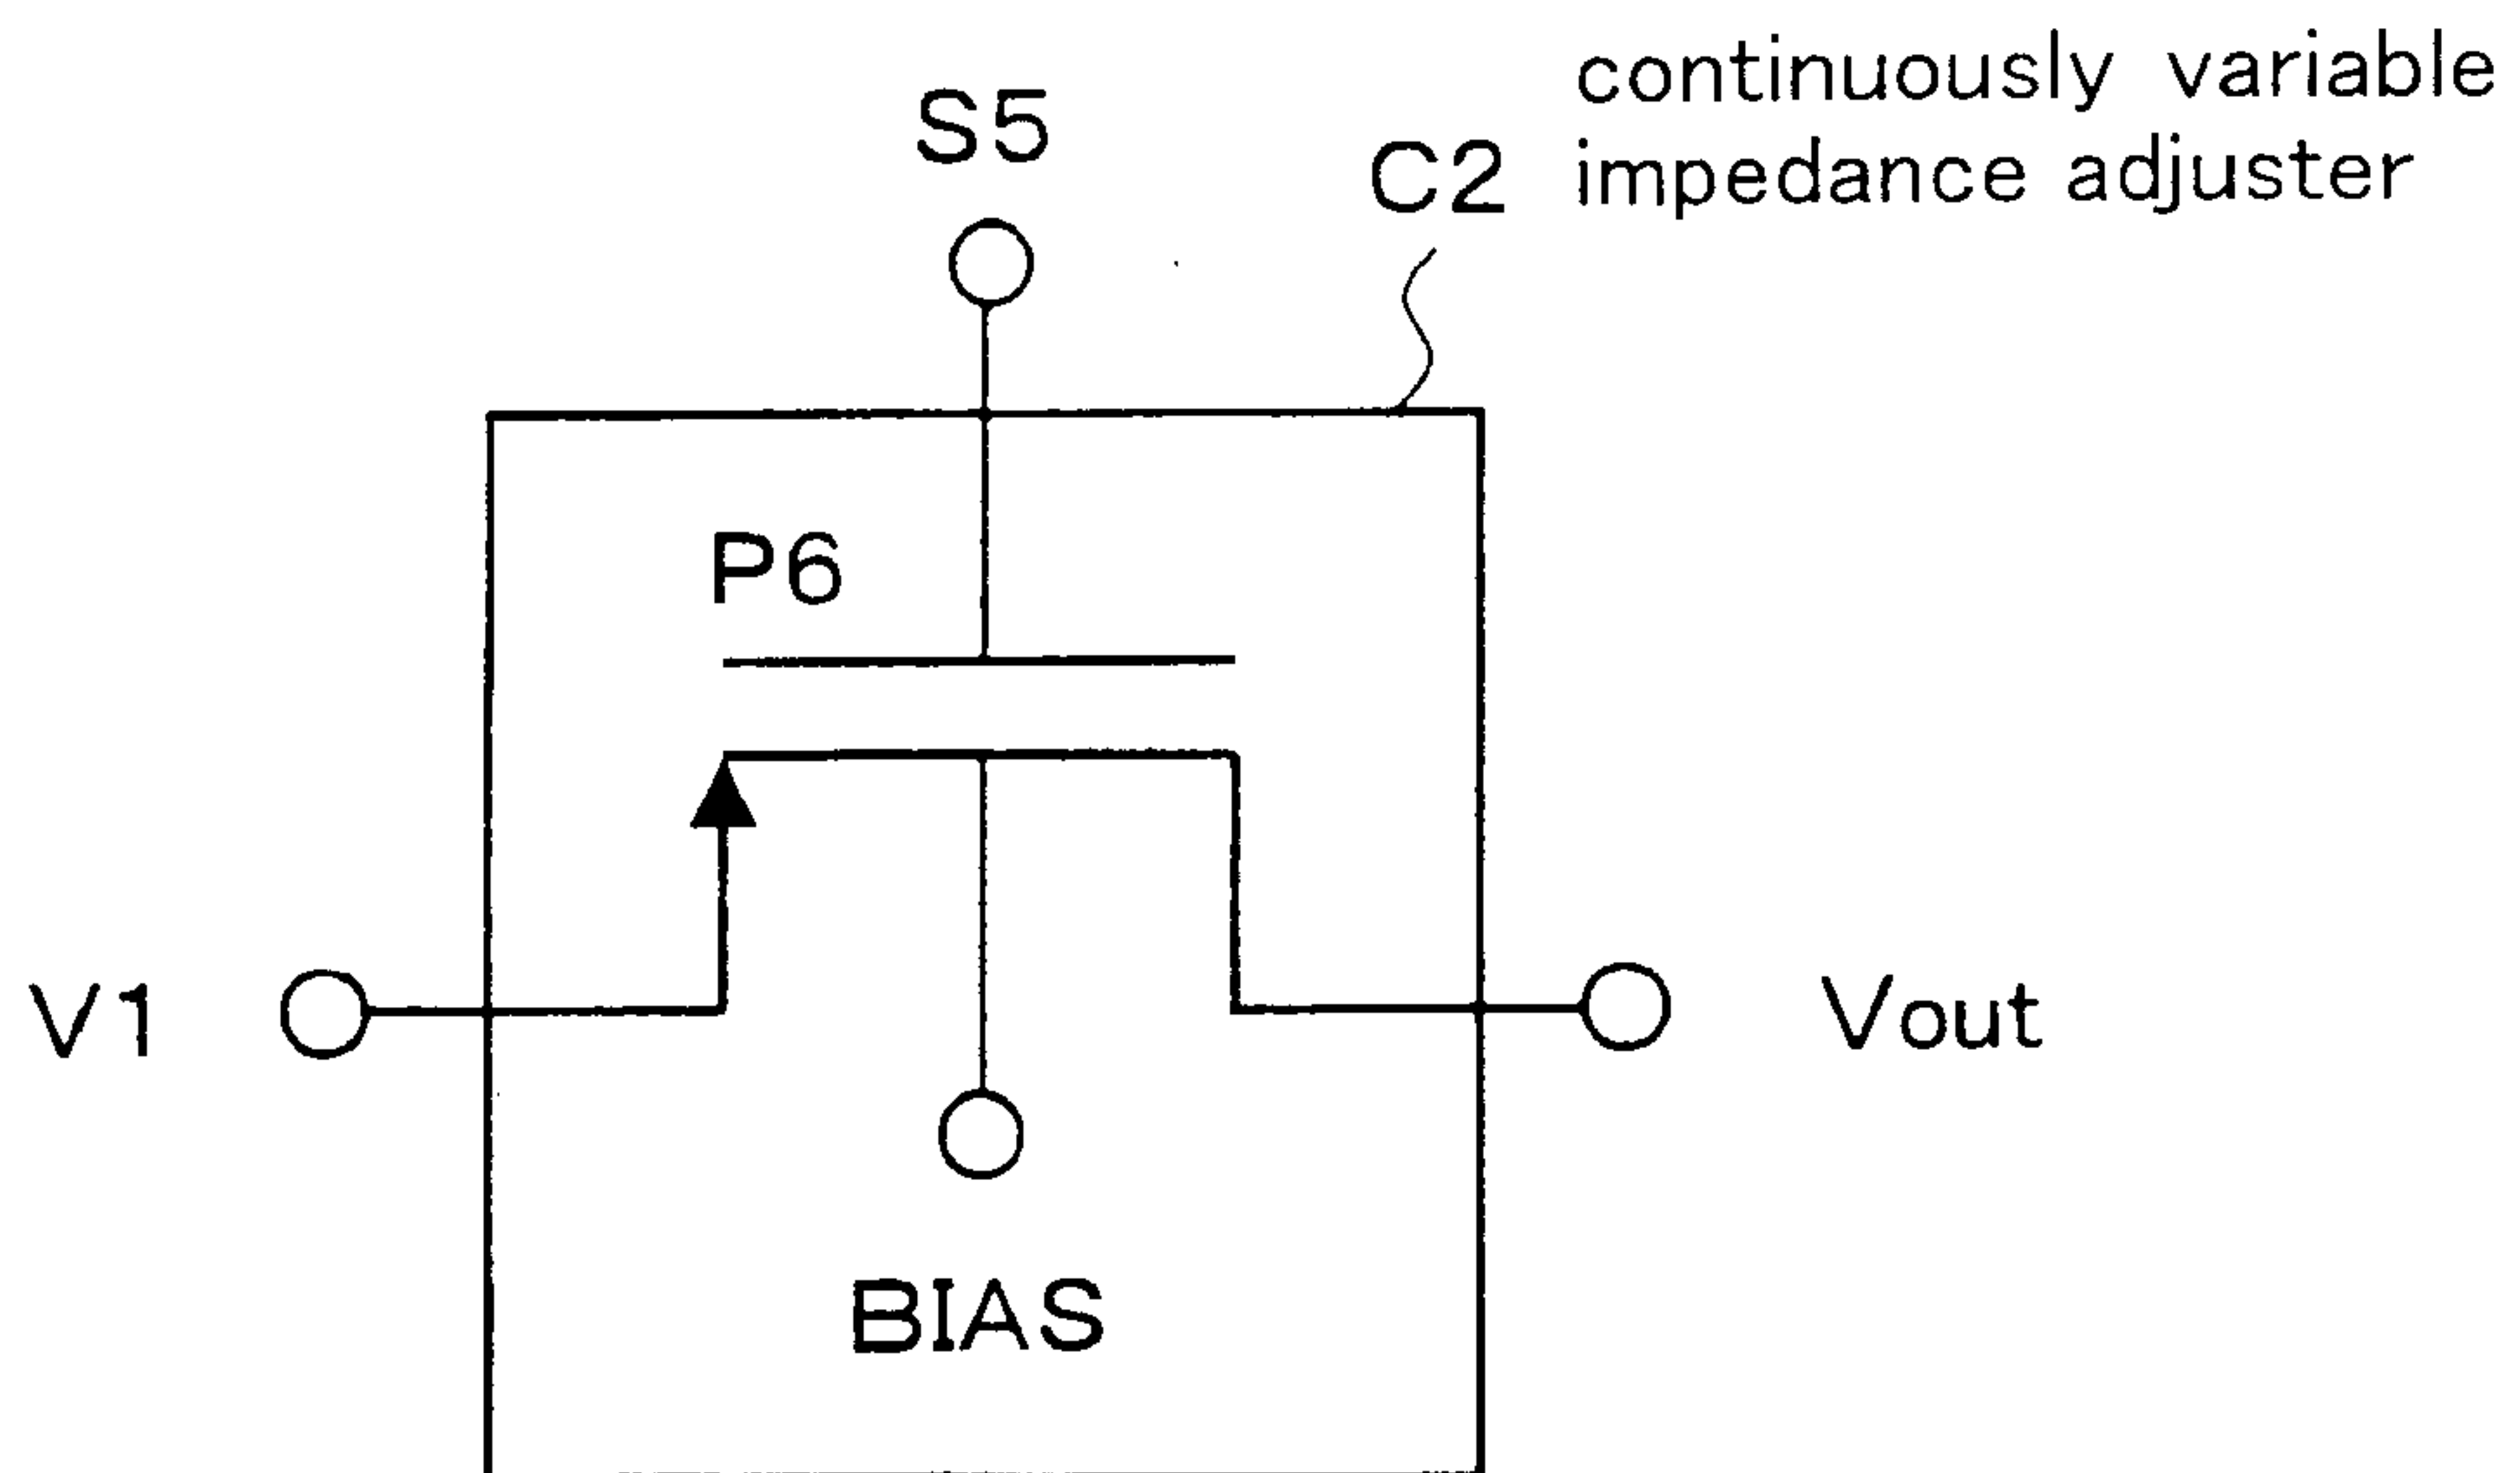 continuously variable
impedance adjuster
S5
C2
P6
V1
Vout
BIAS